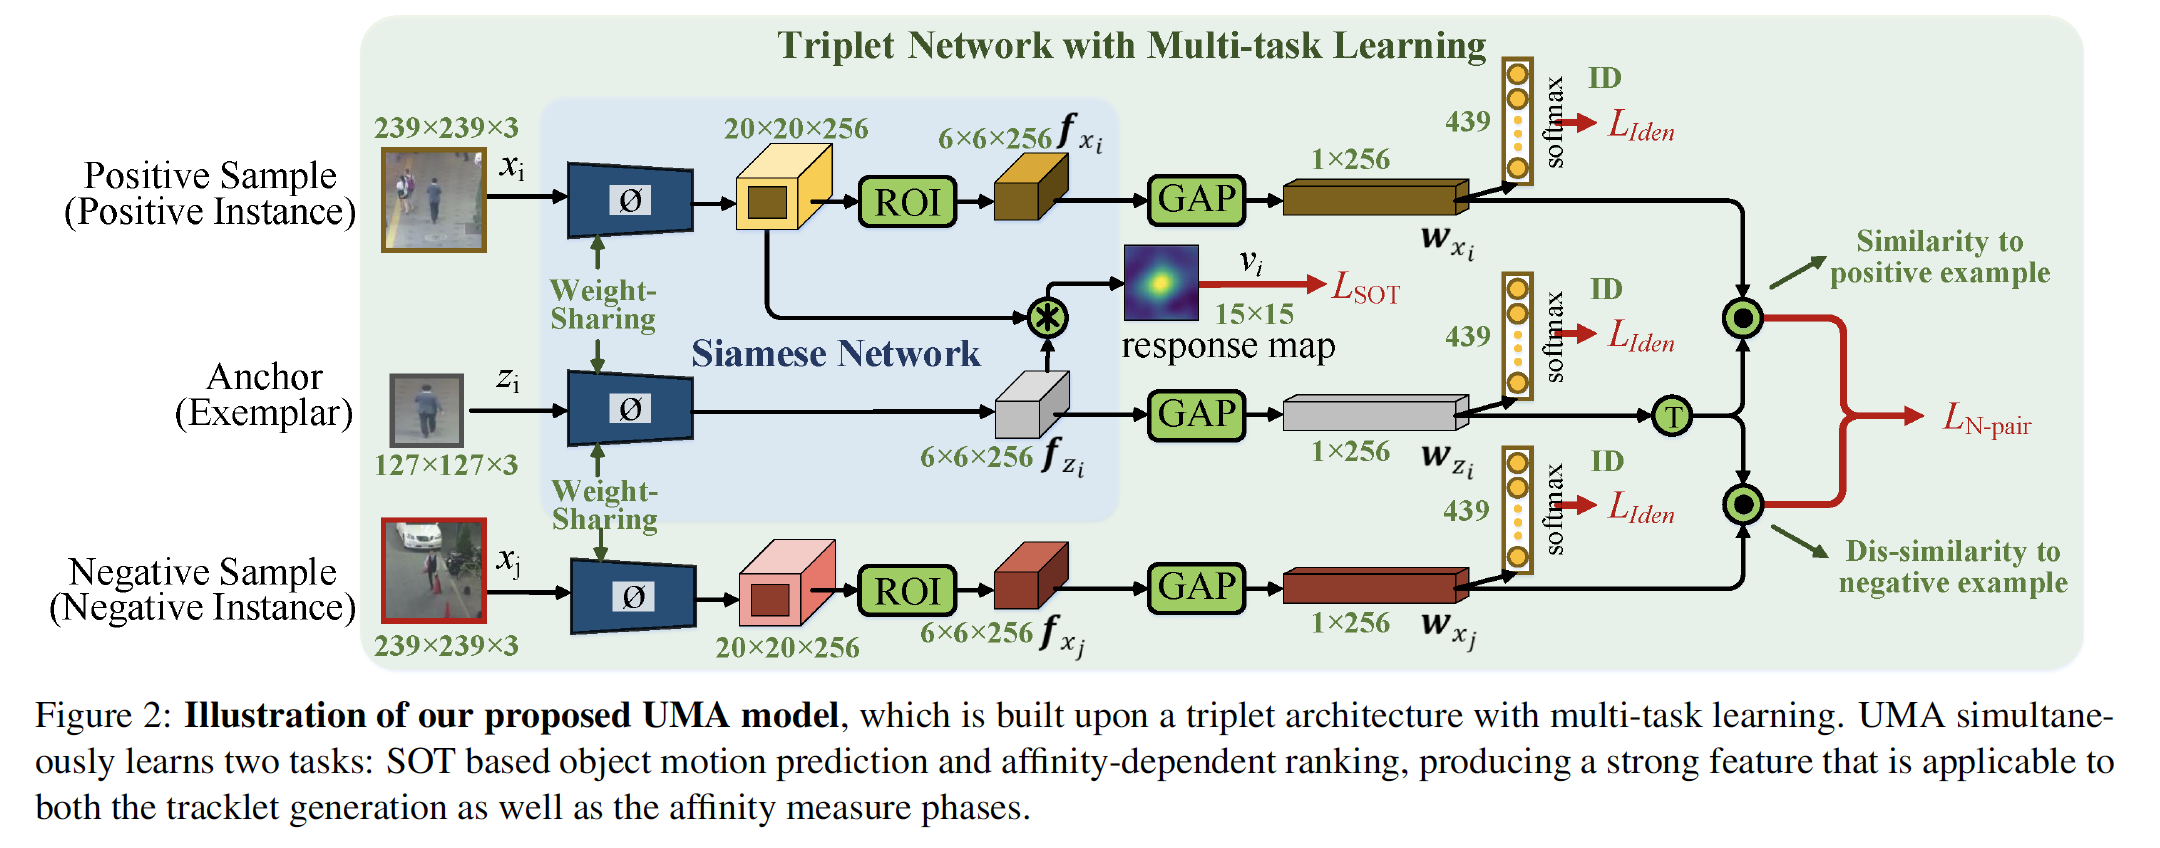 Triplet Network with Multi-task Learning
239×239×3
20×20×256
6×6×256
f_{x_i}
439
softmax
ID
L_{Iden}
Positive Sample
(Positive Instance)
x_i
Ø
ROI
GAP
1×256
w_{x_i}
Similarity to
positive example
Weight-
Sharing
Siamese Network
response map
v_i
15×15
L_{SOT}
439
softmax
ID
L_{Iden}
Anchor
(Exemplar)
z_i
127×127×3
Ø
6×6×256
f_{z_i}
GAP
1×256
w_{z_i}
T
L_{N-pair}
Weight-
Sharing
439
softmax
ID
L_{Iden}
Negative Sample
(Negative Instance)
x_j
239×239×3
Ø
20×20×256
ROI
6×6×256
f_{x_j}
GAP
1×256
w_{x_j}
Dis-similarity to
negative example
Figure 2: Illustration of our proposed UMA model, which is built upon a triplet architecture with multi-task learning. UMA simultane-
ously learns two tasks: SOT based object motion prediction and affinity-dependent ranking, producing a strong feature that is applicable to
both the tracklet generation as well as the affinity measure phases.